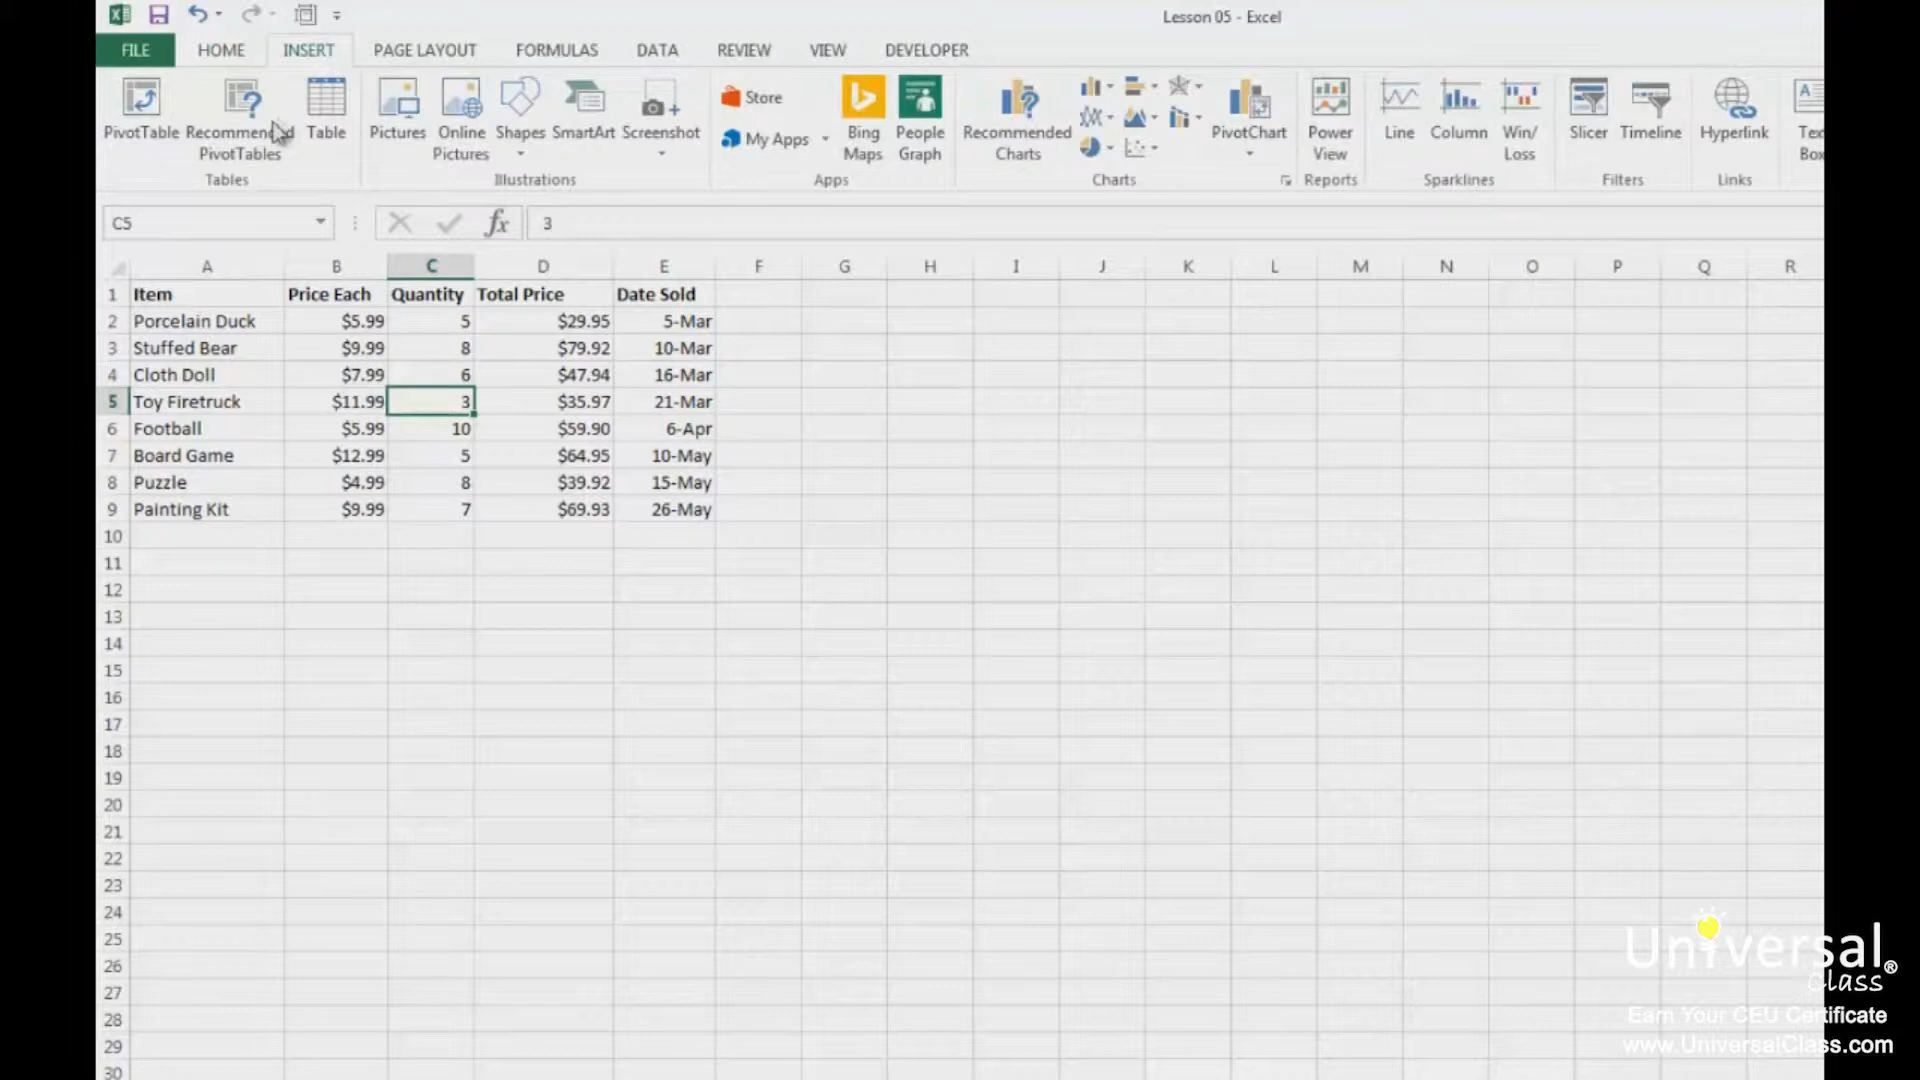 Lesson 05 - Excel
FILE HOME INSERT PAGE LAYOUT FORMULAS DATA REVIEW VIEW DEVELOPER
PivotTable
Recommended
PivotTables
Table
Tables
Pictures
Online
Pictures
Shapes
SmartArt
Screenshot
Illustrations
Store
My Apps
Bing
Maps
People
Graph
Apps
Recommended
Charts
PivotChart
Charts
Power
View
Reports
Line
Column
Win/
Loss
Sparklines
Slicer
Timeline
Filters
Hyperlink
Links
C5
fx 3
A B C D E F G H I J K L M N O P Q R
1 Item Price Each Quantity Total Price Date Sold
2 Porcelain Duck $5.99 5 $29.95 5-Mar
3 Stuffed Bear $9.99 8 $79.92 10-Mar
4 Cloth Doll $7.99 6 $47.94 16-Mar
5 Toy Firetruck $11.99 3 $35.97 21-Mar
6 Football $5.99 10 $59.90 6-Apr
7 Board Game $12.99 5 $64.95 10-May
8 Puzzle $4.99 8 $39.92 15-May
9 Painting Kit $9.99 7 $69.93 26-May
10
11
12
13
14
15
16
17
18
19
20
21
22
23
24
25
26
27
28
29
30
Universal®
Class
Earn Your CEU Certificate
www.UniversalClass.com